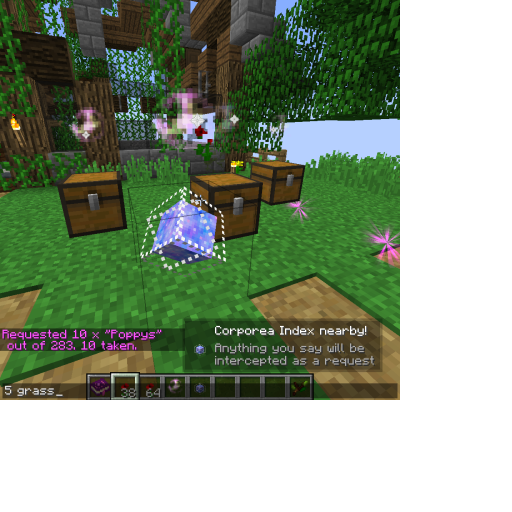 Corporea Index nearby!
Anything you say will be
intercepted as a request
Requested 10 x "Poppys"
out of 283. 10 taken.
5 grass_
38 64